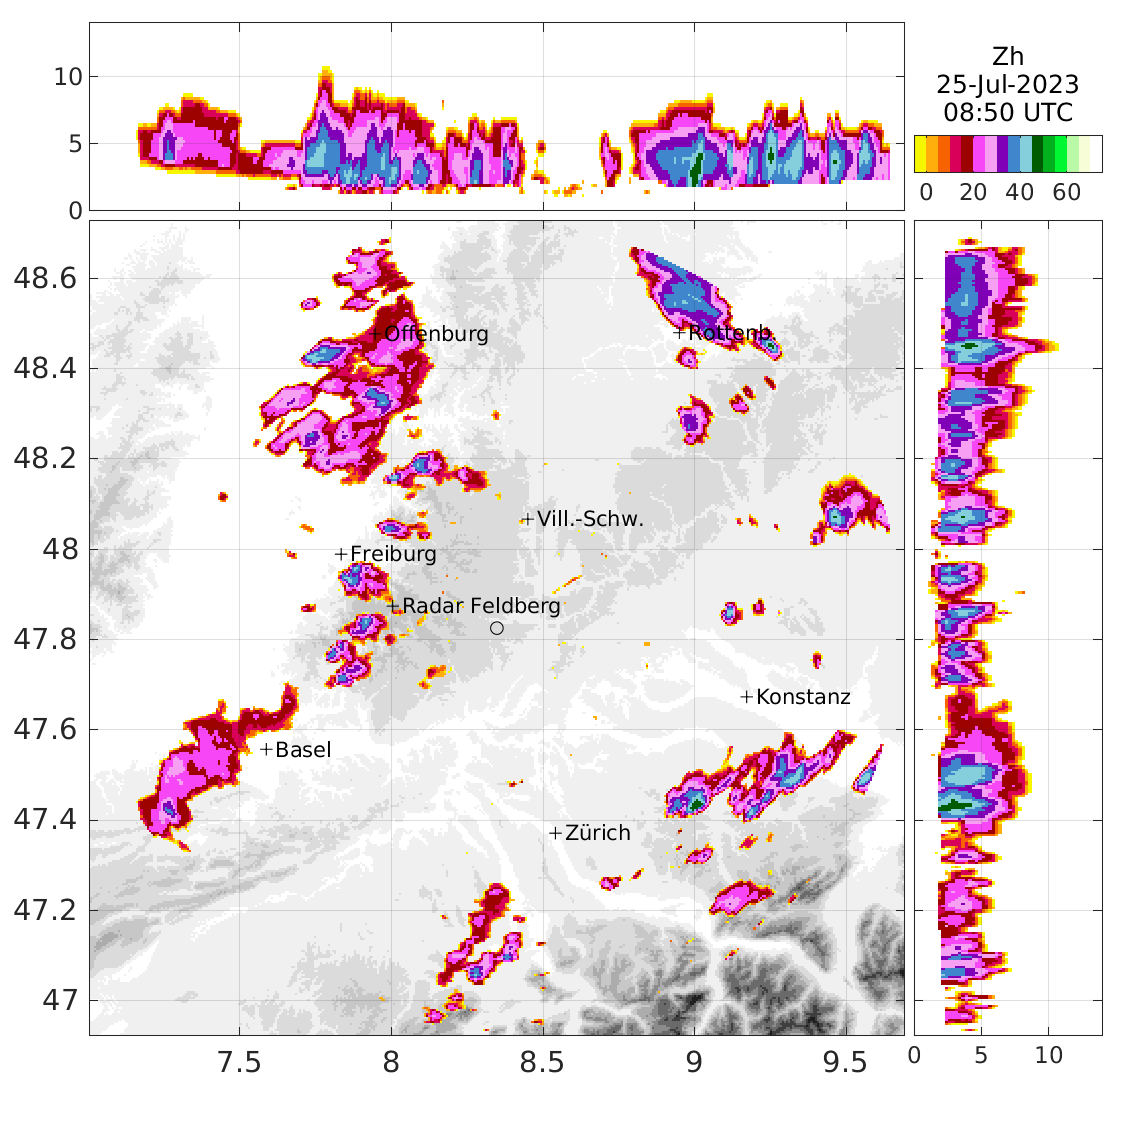 10
5
0
Zh
25-Jul-2023
08:50 UTC
0 20 40 60
48.6
48.4
48.2
48
47.8
47.6
47.4
47.2
47
+Offenburg
+Rottenb.
+Vill.-Schw.
+Freiburg
+Radar Feldberg
+Konstanz
+Basel
+Zürich
7.5 8 8.5 9 9.5
0 5 10